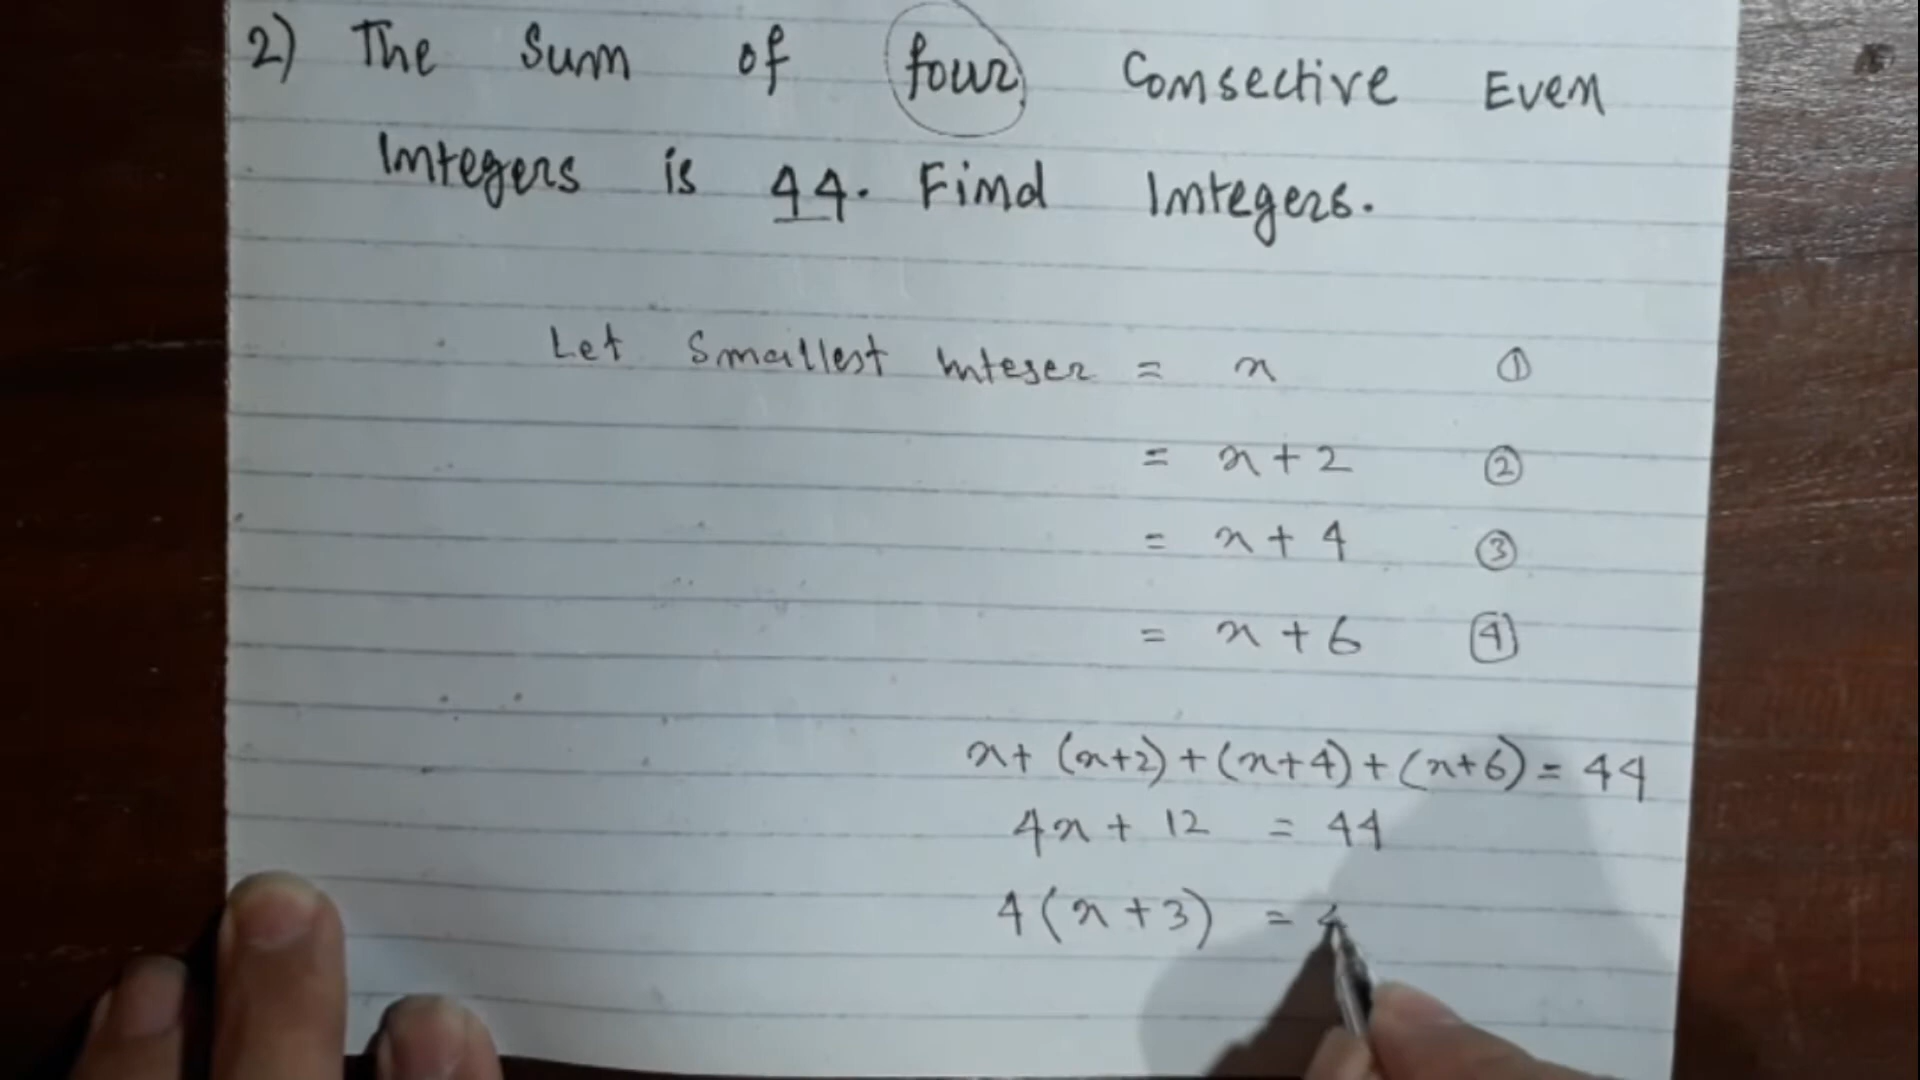 2) The Sum of four Consective Even
Integers is 44. Find Integers.
Let Smallest Integer = x ①
= x+2 ②
= x+4 ③
= x+6 ④
x+ (x+2)+(x+4)+(x+6)=44
4x+12 =44
4(x+3) =4